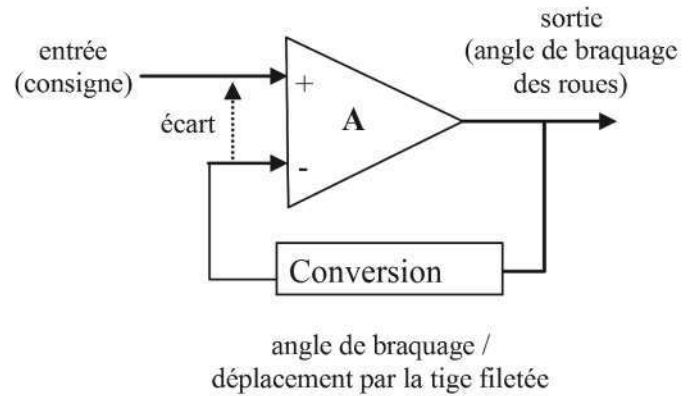 sortie
(angle de braquage
des roues)
entrée
(consigne)
écart
+
A
-
Conversion
angle de braquage /
déplacement par la tige filetée